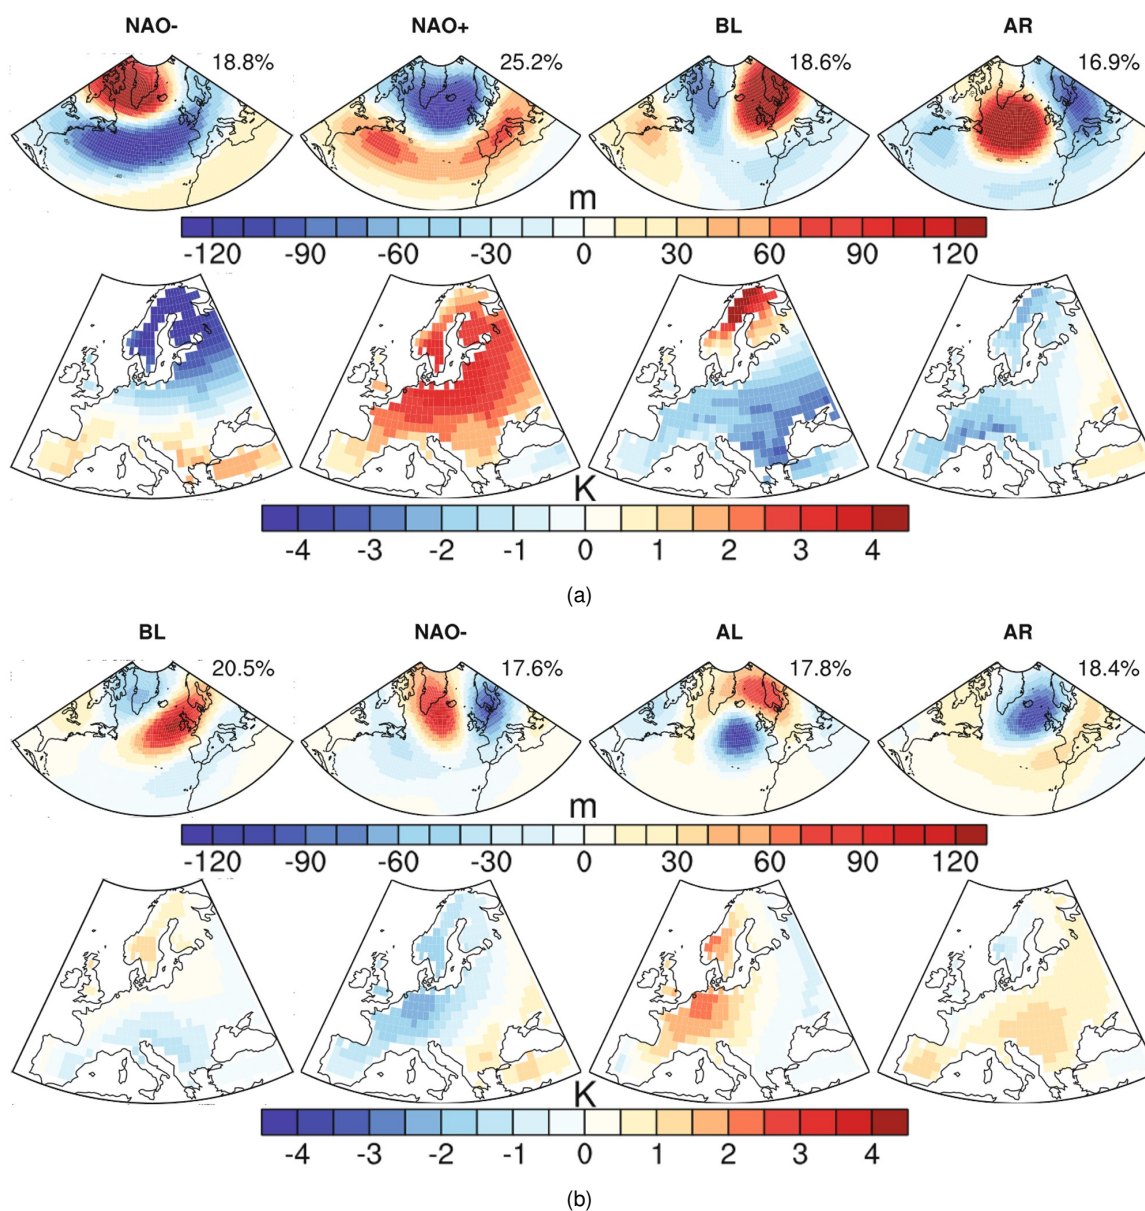 NAO- NAO+ BL AR
18.8% 25.2% 18.6% 16.9%
m
-120 -90 -60 -30 0 30 60 90 120
K
-4 -3 -2 -1 0 1 2 3 4
(a)
BL NAO- AL AR
20.5% 17.6% 17.8% 18.4%
m
-120 -90 -60 -30 0 30 60 90 120
K
-4 -3 -2 -1 0 1 2 3 4
(b)